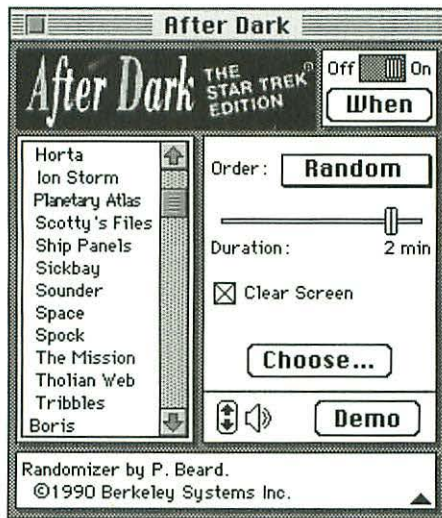 After Dark
After Dark THE
STAR TREK®
EDITION
Off On
When
Horta
Ion Storm
Planetary Atlas
Scotty's Files
Ship Panels
Sickbay
Sounder
Space
Spock
The Mission
Tholian Web
Tribbles
Boris
Order: Random
Duration: 2 min
Clear Screen
Choose...
Demo
Randomizer by P. Beard.
©1990 Berkeley Systems Inc.